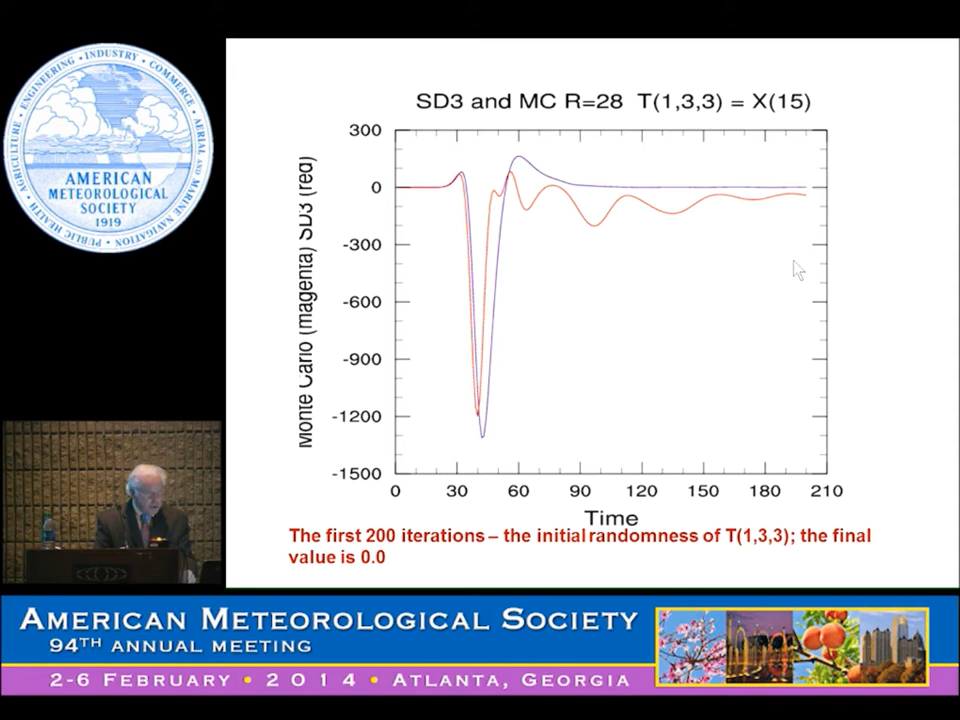 ENGINEERING • INDUSTRY • COMMERCE • AERIAL AND MARINE NAVIGATION • PUBLIC HEALTH • AGRICULTURE •
AMERICAN
METEOROLOGICAL
SOCIETY
1919
SD3 and MC R=28 T(1,3,3) = X(15)
Monte Carlo (magenta) SD3 (red)
300
0
-300
-600
-900
-1200
-1500
0 30 60 90 120 150 180 210
Time
The first 200 iterations – the initial randomness of T(1,3,3); the final
value is 0.0
AMERICAN METEOROLOGICAL SOCIETY
94TH ANNUAL MEETING
2-6 FEBRUARY • 2014 • ATLANTA, GEORGIA